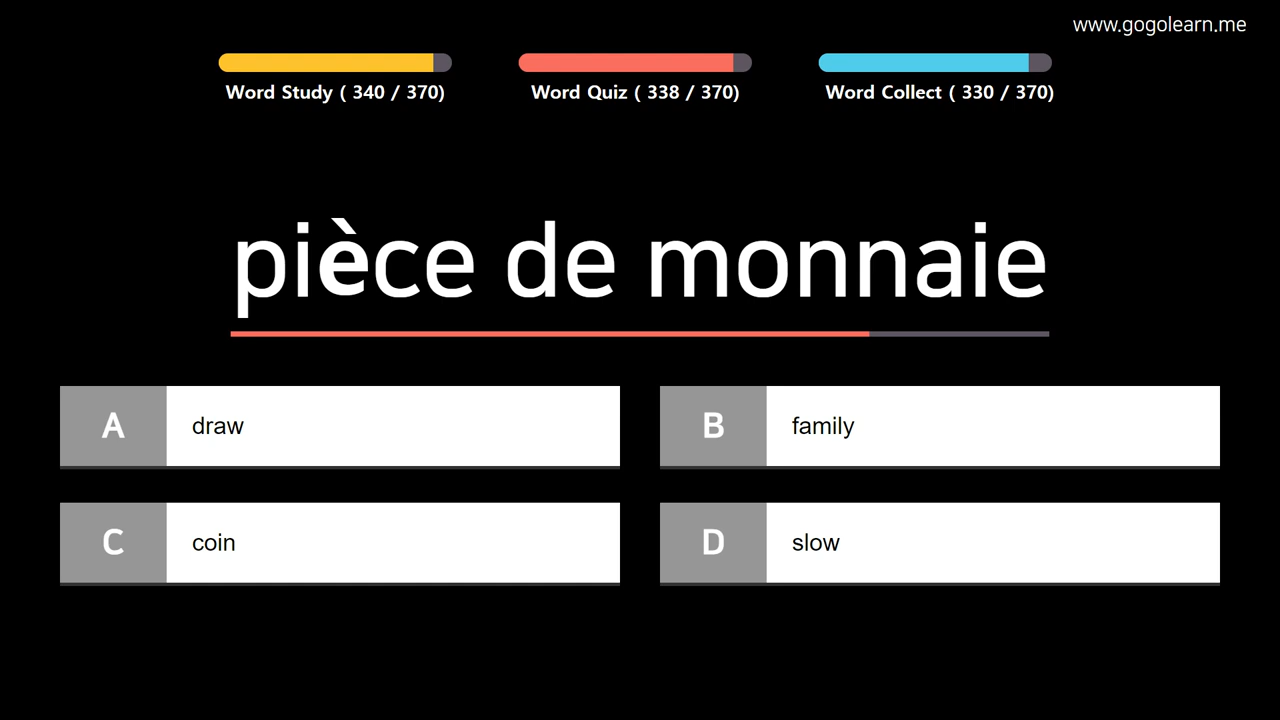 www.gogolearn.me
Word Study ( 340 / 370)
Word Quiz ( 338 / 370)
Word Collect ( 330 / 370)
pièce de monnaie
A draw
B family
C coin
D slow